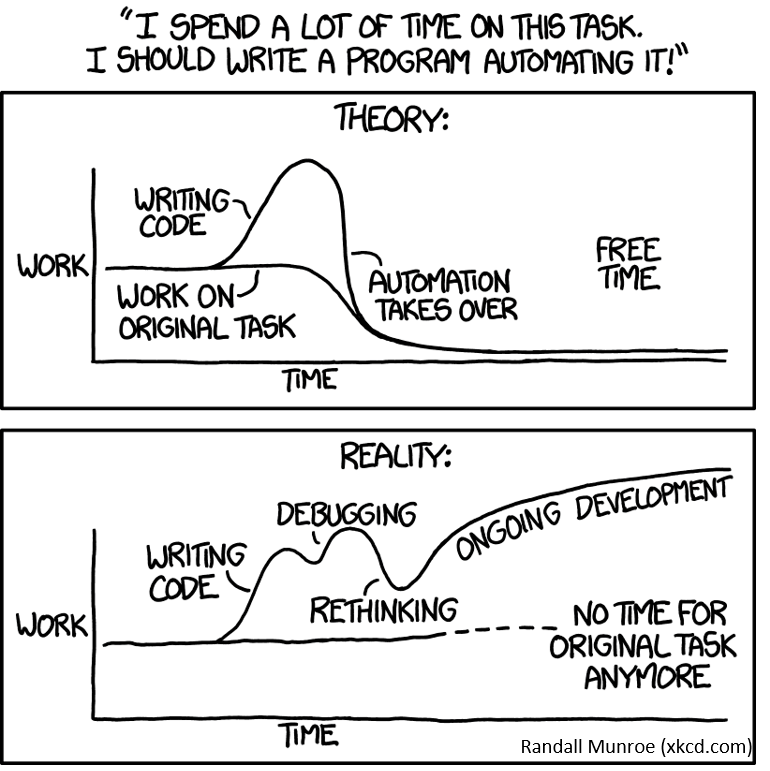 "I SPEND A LOT OF TIME ON THIS TASK.
I SHOULD WRITE A PROGRAM AUTOMATING IT!"
THEORY:
WRITING
CODE
WORK
WORK ON
ORIGINAL TASK
AUTOMATION
TAKES OVER
FREE
TIME
TIME
REALITY:
WRITING
CODE
DEBUGGING
RETHINKING
ONGOING DEVELOPMENT
WORK
NO TIME FOR
ORIGINAL TASK
ANYMORE
TIME
Randall Munroe (xkcd.com)